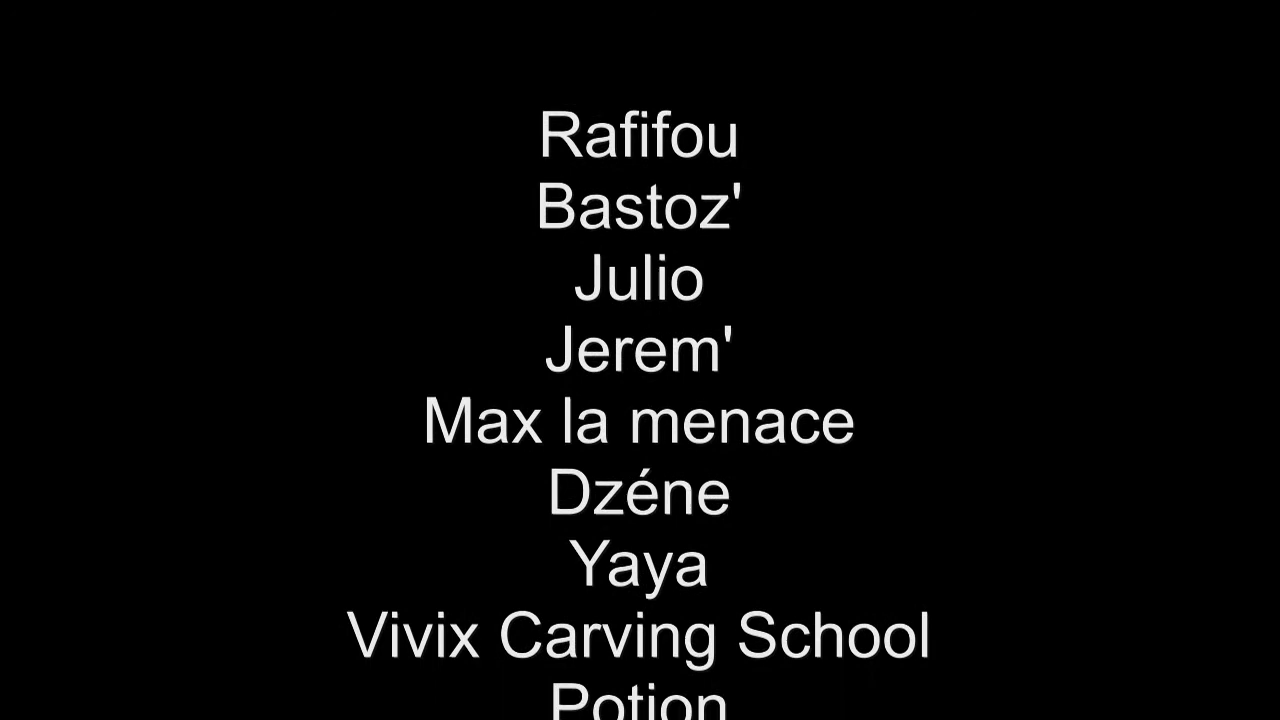 Rafifou
Bastoz'
Julio
Jerem'
Max la menace
Dzéne
Yaya
Vivix Carving School
Potion